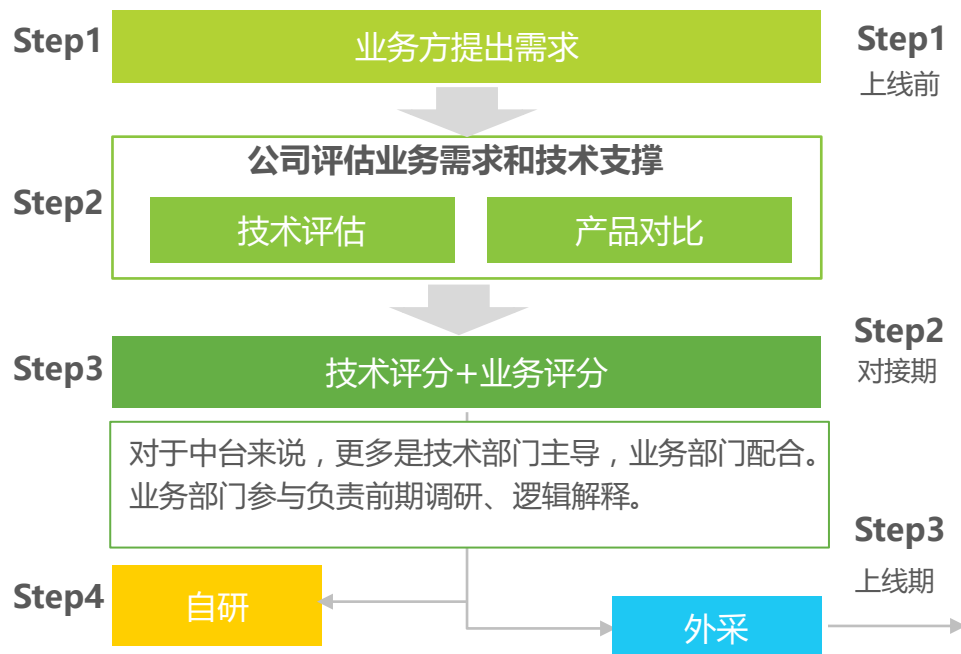 Step1
业务方提出需求
Step1
上线前
公司评估业务需求和技术支撑
Step2
技术评估
产品对比
Step2
对接期
Step3
技术评分+业务评分
对于中台来说，更多是技术部门主导，业务部门配合。
业务部门参与负责前期调研、逻辑解释。
Step3
上线期
Step4
自研
外采